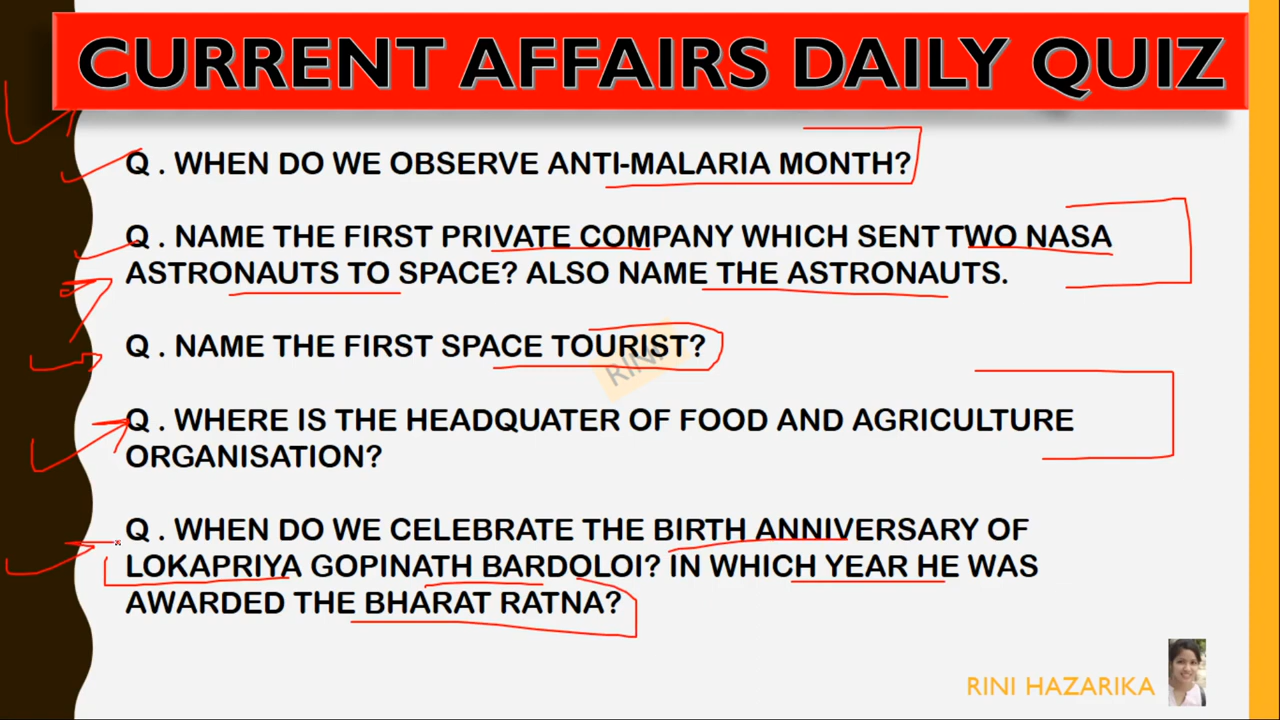 CURRENT AFFAIRS DAILY QUIZ
Q . WHEN DO WE OBSERVE ANTI-MALARIA MONTH?
Q . NAME THE FIRST PRIVATE COMPANY WHICH SENT TWO NASA
ASTRONAUTS TO SPACE? ALSO NAME THE ASTRONAUTS.
Q . NAME THE FIRST SPACE TOURIST?
RINI
Q . WHERE IS THE HEADQUATER OF FOOD AND AGRICULTURE
ORGANISATION?
Q . WHEN DO WE CELEBRATE THE BIRTH ANNIVERSARY OF
LOKAPRIYA GOPINATH BARDOLOI? IN WHICH YEAR HE WAS
AWARDED THE BHARAT RATNA?
RINI HAZARIKA